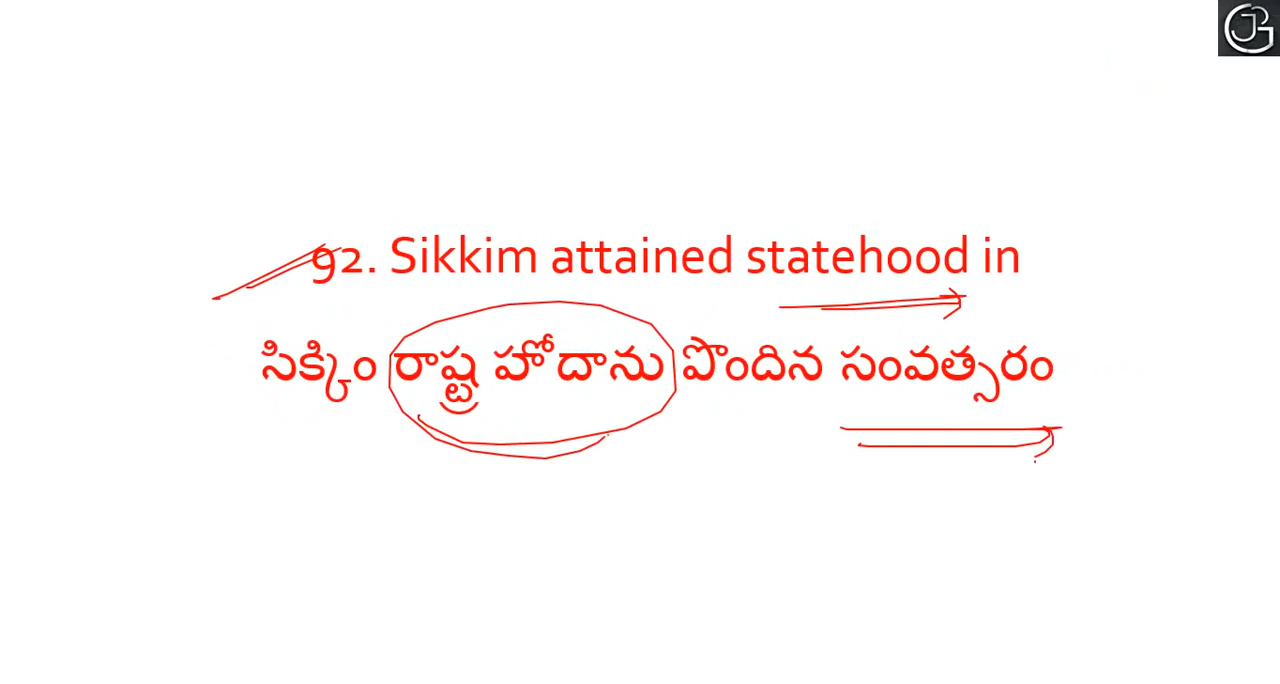 92. Sikkim attained statehood in
సిక్కిం రాష్ట్ర హోదాను పొందిన సంవత్సరం